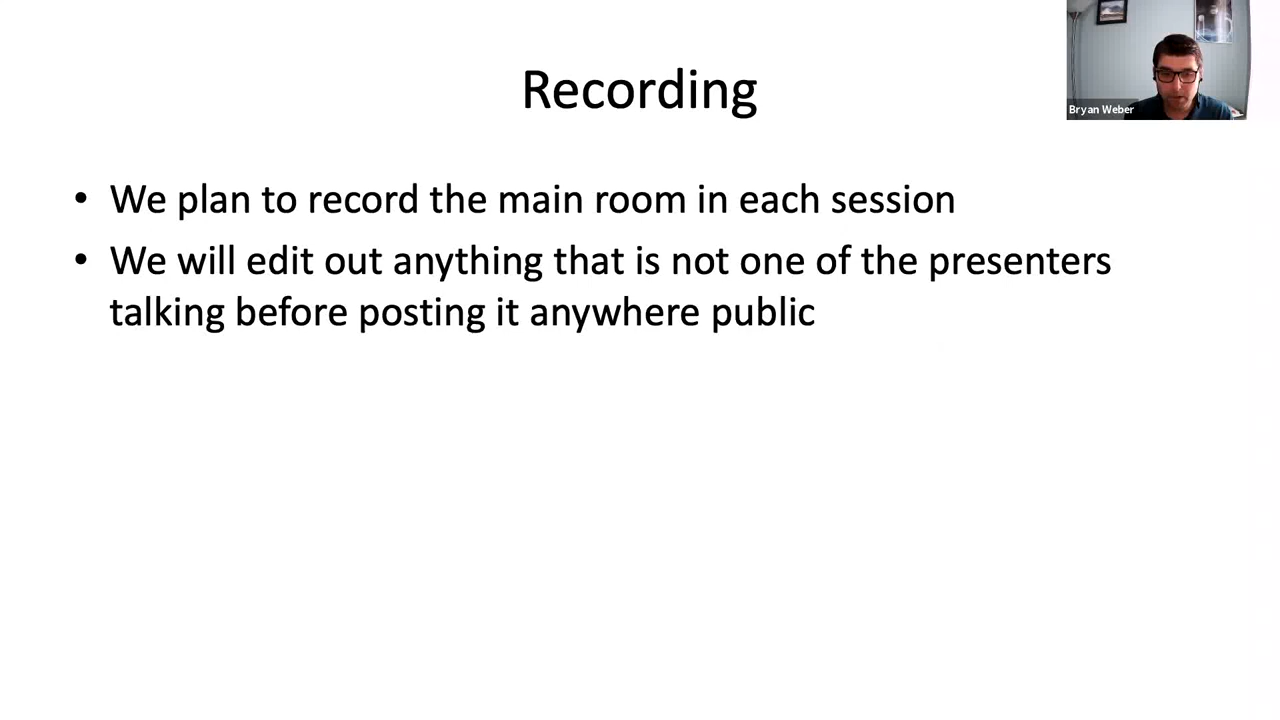 Recording
Bryan Weber
• We plan to record the main room in each session
• We will edit out anything that is not one of the presenters
talking before posting it anywhere public